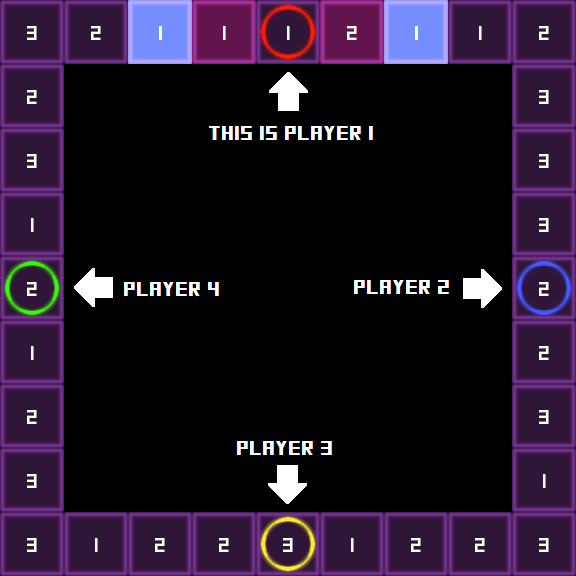 3 2 1 1 1 2 1 1 2
2 3
THIS IS PLAYER 1
3 3
1 3
2 PLAYER 4 PLAYER 2 2
1 2
2 3
PLAYER 3
3 1
3 1 2 2 3 1 2 2 3